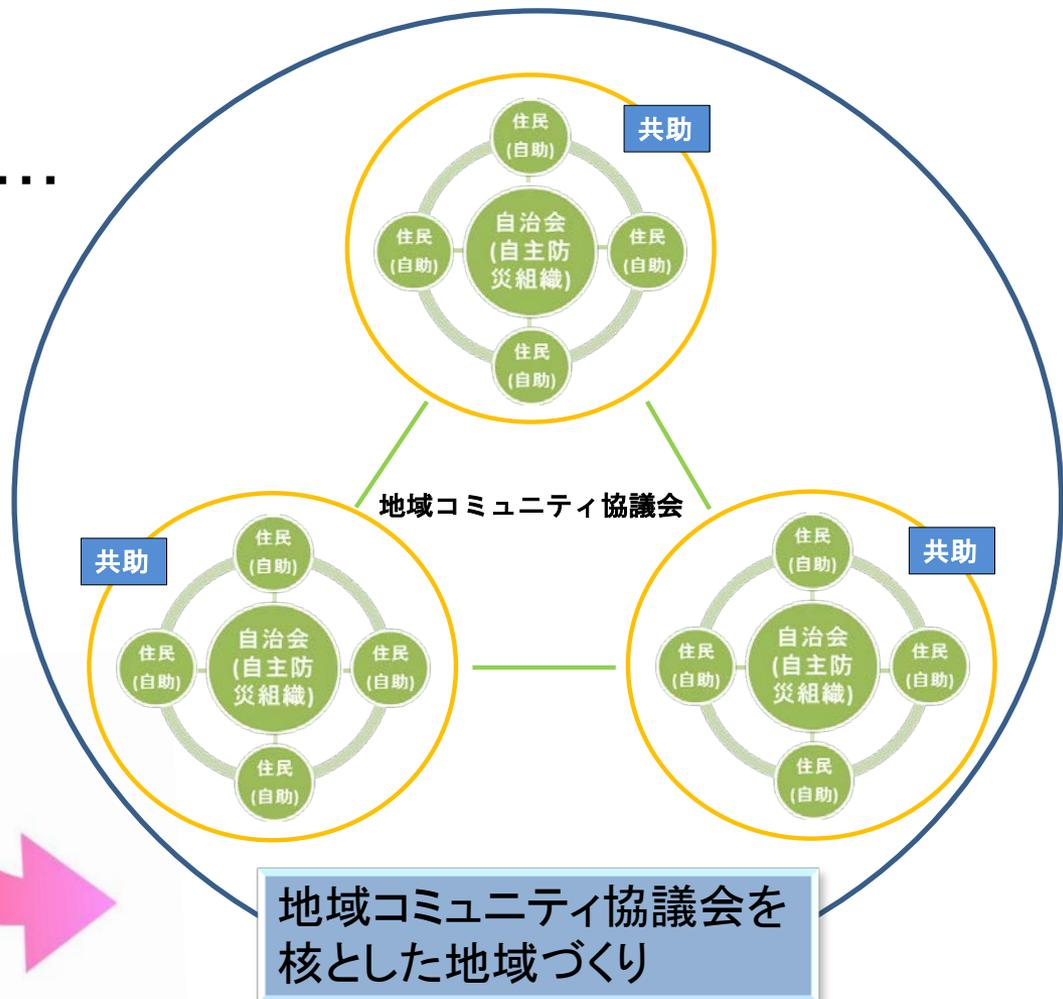 …
共助
住民
(自助)
住民
(自助)
自治会
(自主防
災組織)
住民
(自助)
住民
(自助)
地域コミュニティ協議会
共助
住民
(自助)
住民
(自助)
自治会
(自主防
災組織)
住民
(自助)
住民
(自助)
共助
住民
(自助)
住民
(自助)
自治会
(自主防
災組織)
住民
(自助)
住民
(自助)
地域コミュニティ協議会を
核とした地域づくり